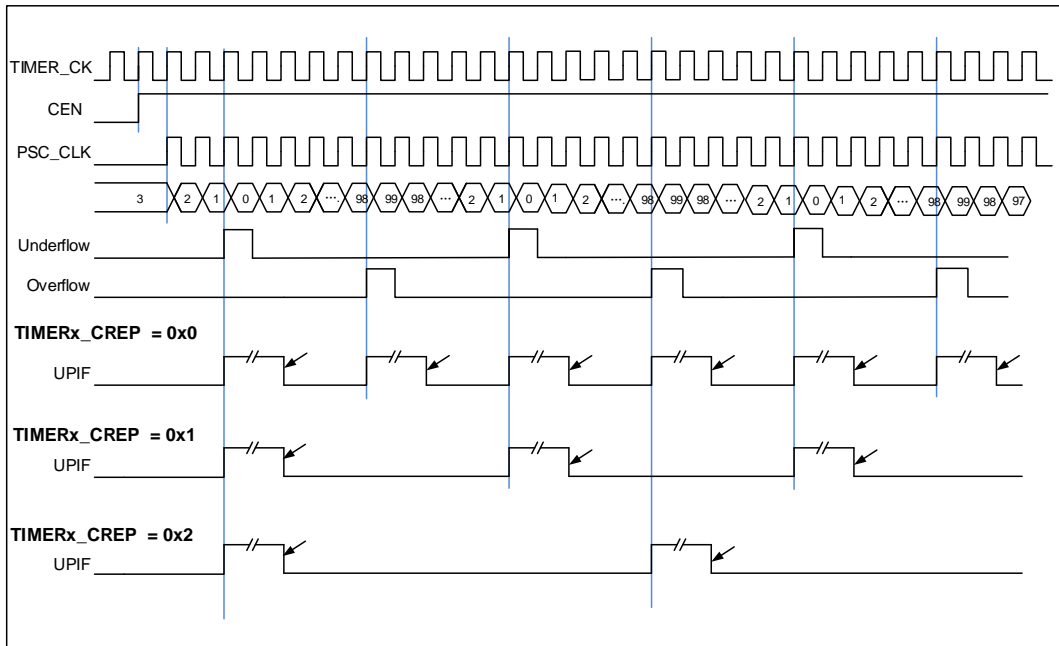 TIMER_CK
CEN
PSC_CLK
3 2 1 0 1 2 ···. 98 99 98 ··· 2 1 0 1 2 ···. 98 99 98 ··· 2 1 0 1 2 ··· 98 99 98 97
Underflow
Overflow
TIMERx_CREP = 0x0
UPIF
TIMERx_CREP = 0x1
UPIF
TIMERx_CREP = 0x2
UPIF